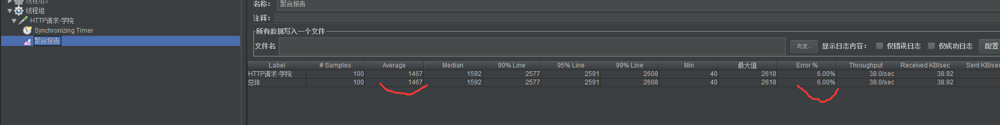 线程组2
线程组
HTTP请求-学院
Synchronizing Timer
聚合报告
名称： 聚合报告
注释：
所有数据写入一个文件
文件名 浏览... 显示日志内容： 仅错误日志 仅成功日志 配置
Label # Samples Average Median 90% Line 95% Line 99% Line Min 最大值 Error % Throughput Received KB/sec Sent KB/sec
HTTP请求-学院 100 1467 1592 2577 2591 2608 40 2618 6.00% 38.0/sec 38.92
总体 100 1467 1592 2577 2591 2608 40 2618 6.00% 38.0/sec 38.92